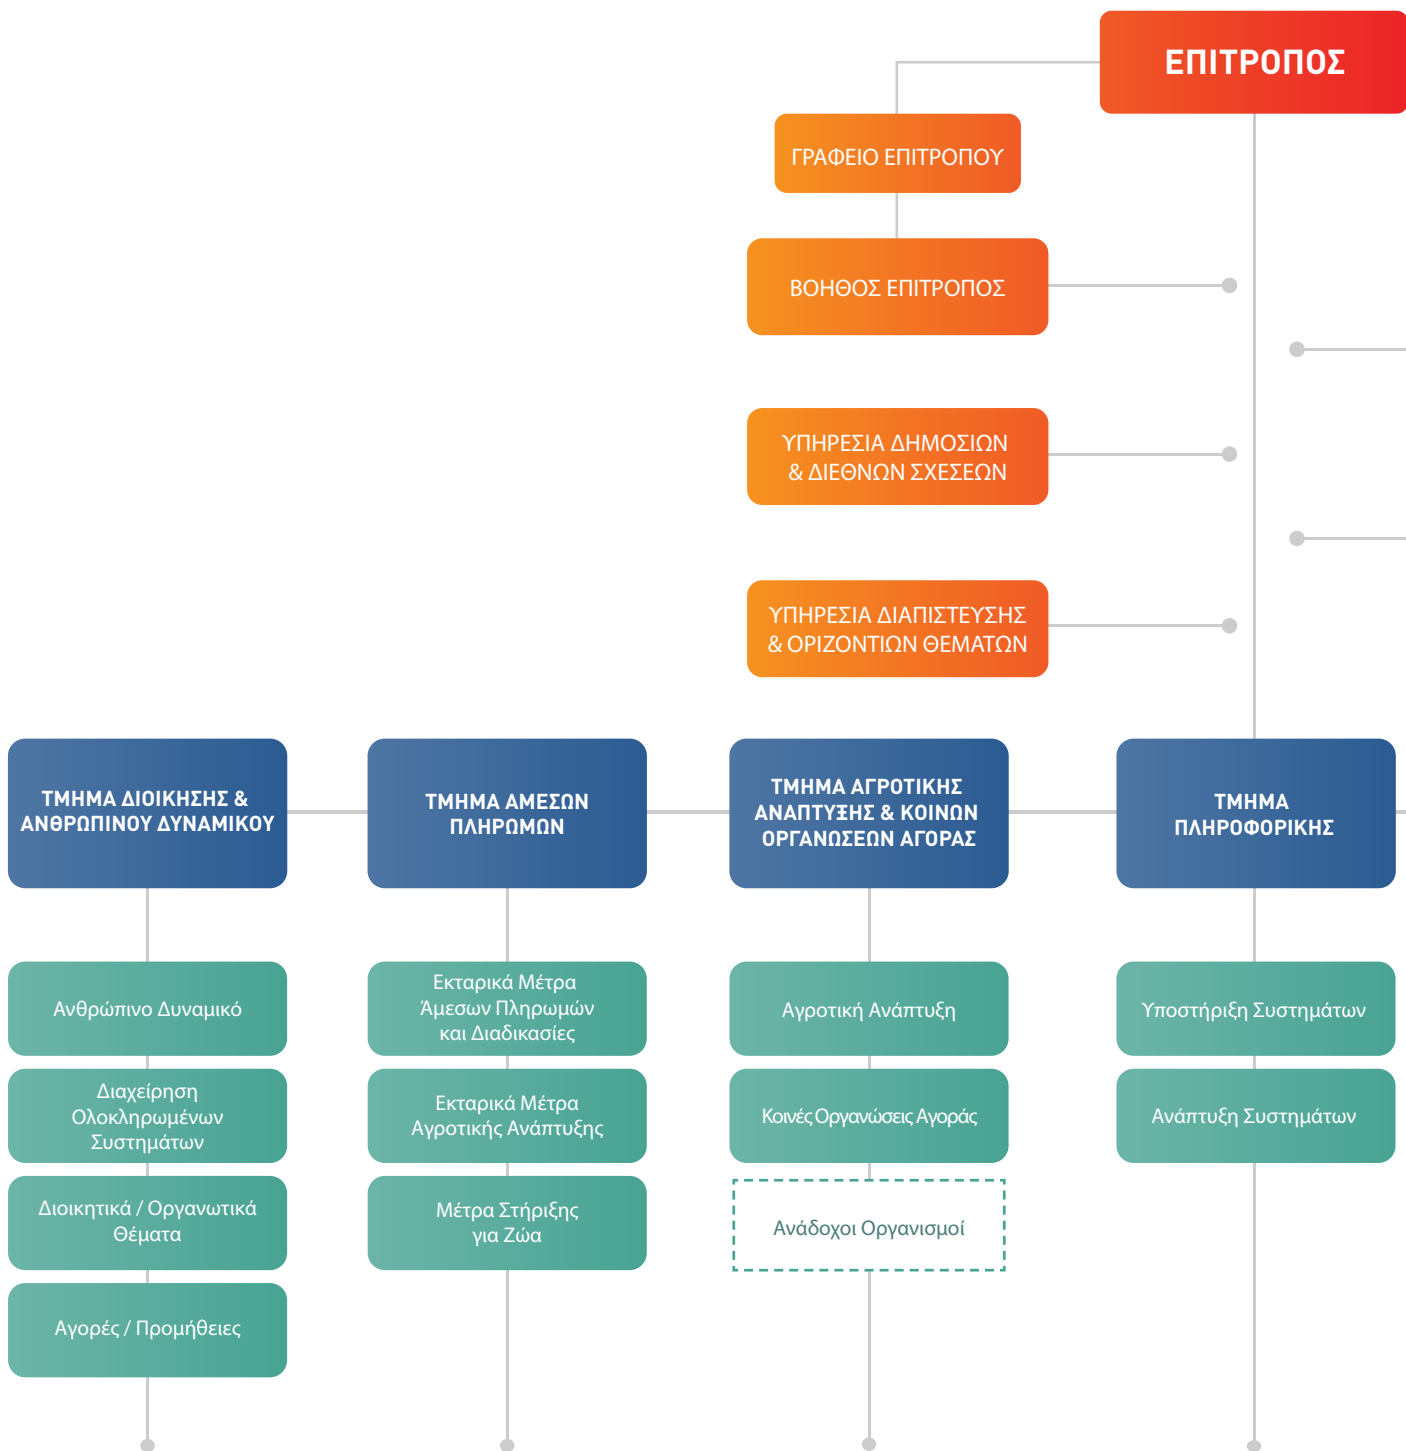 ΕΠΙΤΡΟΠΟΣ
ΓΡΑΦΕΙΟ ΕΠΙΤΡΟΠΟΥ
ΒΟΗΘΟΣ ΕΠΙΤΡΟΠΟΣ
ΥΠΗΡΕΣΙΑ ΔΗΜΟΣΙΩΝ
& ΔΙΕΘΝΩΝ ΣΧΕΣΕΩΝ
ΥΠΗΡΕΣΙΑ ΔΙΑΠΙΣΤΕΥΣΗΣ
& ΟΡΙΖΟΝΤΙΩΝ ΘΕΜΑΤΩΝ
ΤΜΗΜΑ ΔΙΟΙΚΗΣΗΣ &
ΑΝΘΡΩΠΙΝΟΥ ΔΥΝΑΜΙΚΟΥ
Ανθρώπινο Δυναμικό
Διαχείρηση
Ολοκληρωμένων
Συστημάτων
Διοικητικά / Οργανωτικά
Θέματα
Αγορές / Προμήθειες
ΤΜΗΜΑ ΑΜΕΣΩΝ
ΠΛΗΡΩΜΩΝ
Εκταρικά Μέτρα
Άμεσων Πληρωμών
και Διαδικασίες
Εκταρικά Μέτρα
Αγροτικής Ανάπτυξης
Μέτρα Στήριξης
για Ζώα
ΤΜΗΜΑ ΑΓΡΟΤΙΚΗΣ
ΑΝΑΠΤΥΞΗΣ & ΚΟΙΝΩΝ
ΟΡΓΑΝΩΣΕΩΝ ΑΓΟΡΑΣ
Αγροτική Ανάπτυξη
Κοινές Οργανώσεις Αγοράς
Ανάδοχοι Οργανισμοί
ΤΜΗΜΑ
ΠΛΗΡΟΦΟΡΙΚΗΣ
Υποστήριξη Συστημάτων
Ανάπτυξη Συστημάτων